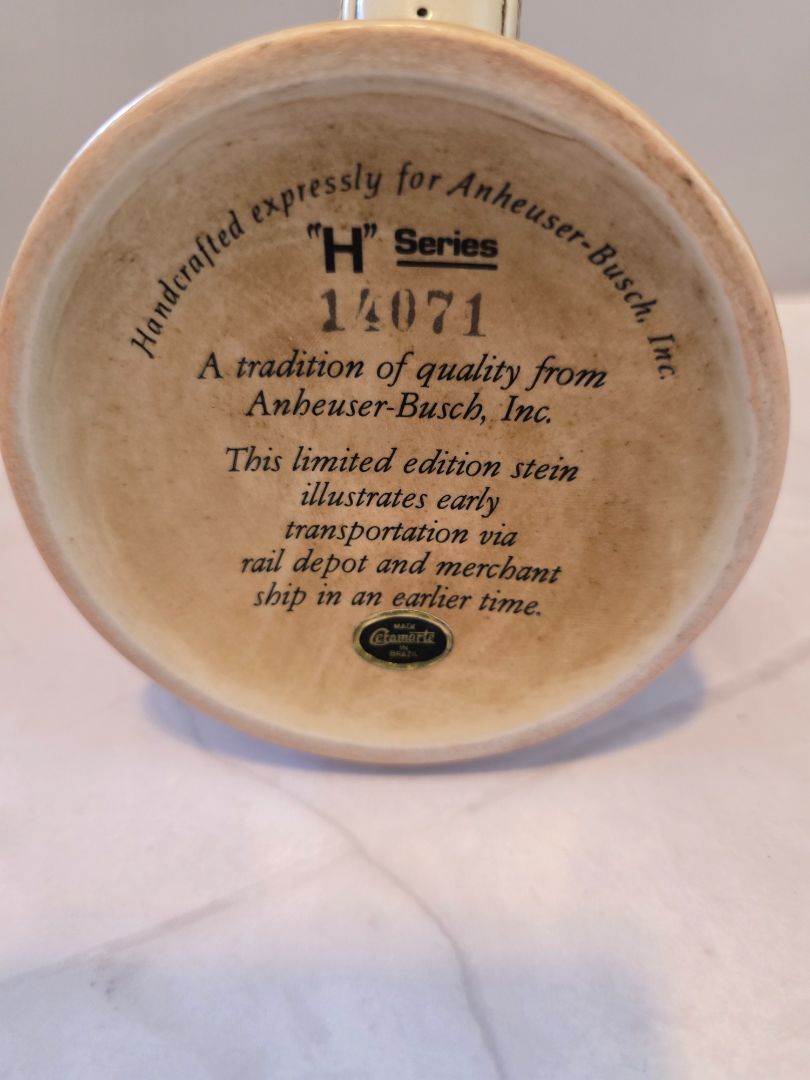 Handcrafted expressly for Anheuser-Busch, Inc.
"H" Series
14071
A tradition of quality from
Anheuser-Busch, Inc.
This limited edition stein
illustrates early
transportation via
rail depot and merchant
ship in an earlier time.
MADE
Ceramarte
IN
BRAZIL